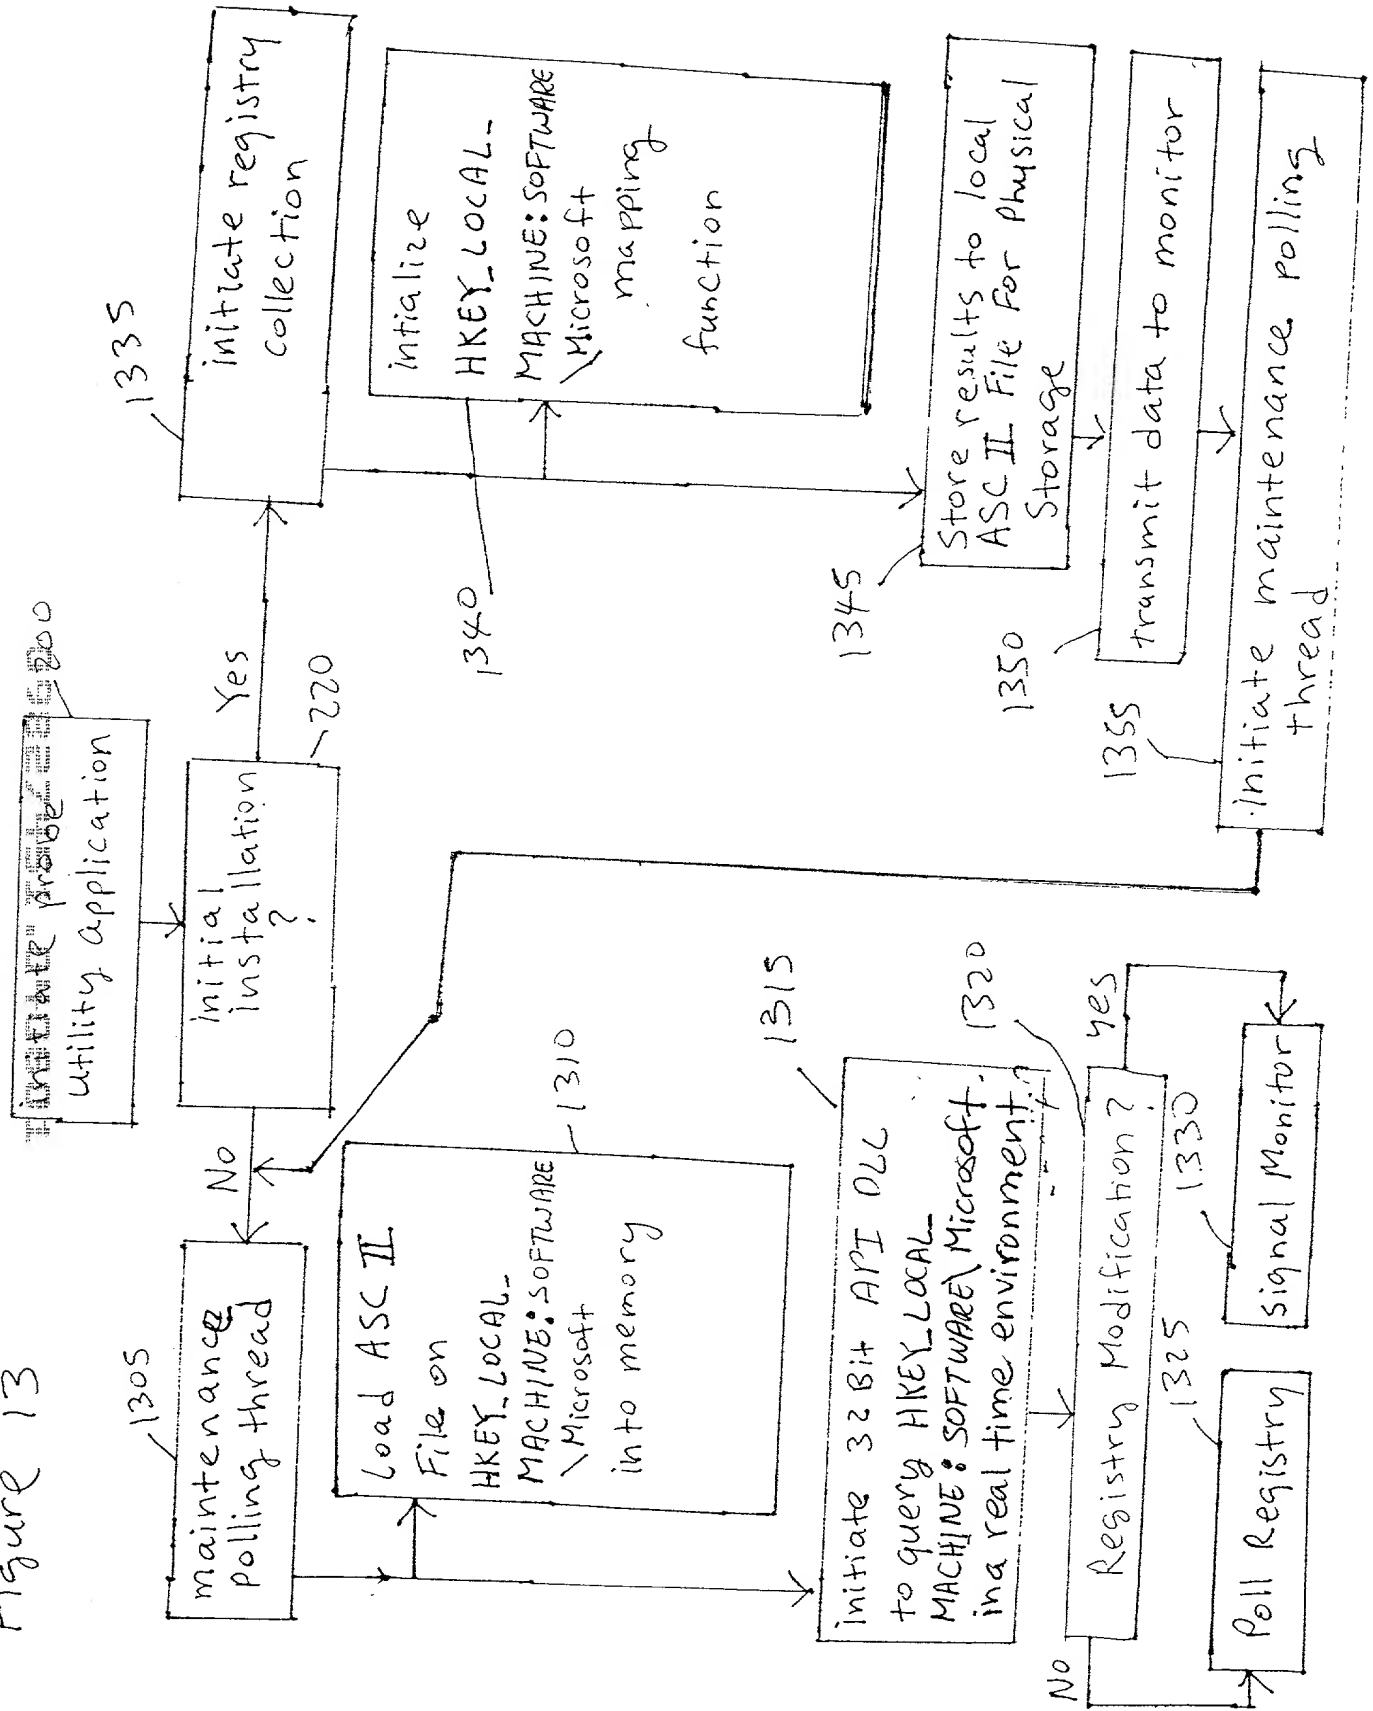 Figure 13
initiate probe
utility application
200
initial
installation
?
220
No
Yes
1305
maintenance
polling thread
1310
Load ASC II
File on
HKEY_LOCAL_
MACHINE:SOFTWARE
\Microsoft
into memory
1315
initiate 32 Bit API DLL
to query HKEY_LOCAL_
MACHINE:SOFTWARE\Microsoft.
in a real time environment.
1320
Registry Modification?
No
yes
1325
Poll Registry
1330
signal Monitor
1335
initiate registry
collection
1340
intialize
HKEY_LOCAL_
MACHINE:SOFTWARE
\Microsoft
mapping
function
1345
Store results to local
ASC II File For Physical
Storage
1350
transmit data to monitor
1355
initiate maintenance polling
thread